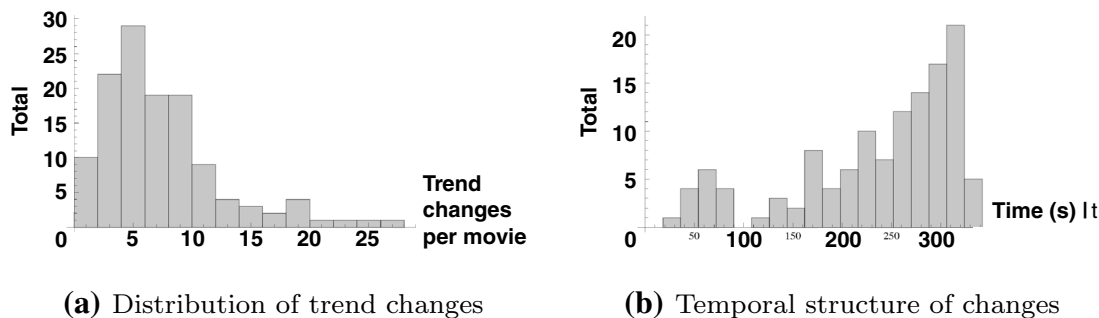 30
25
20
15
10
5
0
Total
5 10 15 20 25
Trend
changes
per movie
(a) Distribution of trend changes
20
15
10
5
0
Total
50 100 150 200 250 300
Time (s) It
(b) Temporal structure of changes